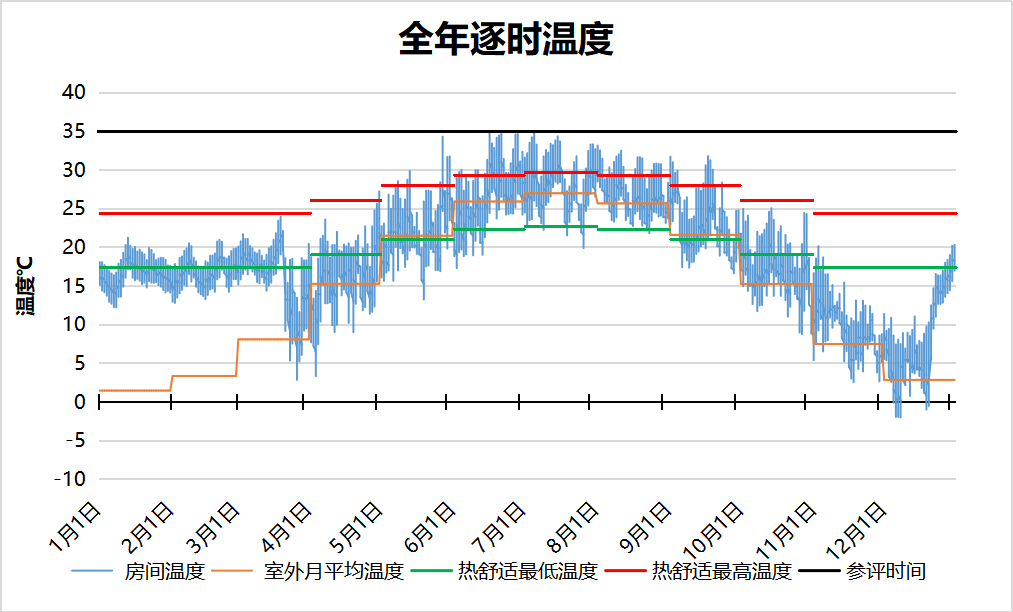 全年逐时温度
40
35
30
25
20
15
10
5
0
-5
-10
温度℃
1月1日
2月1日
3月1日
4月1日
5月1日
6月1日
7月1日
8月1日
9月1日
10月1日
11月1日
12月1日
房间温度 室外月平均温度 热舒适最低温度 热舒适最高温度 参评时间